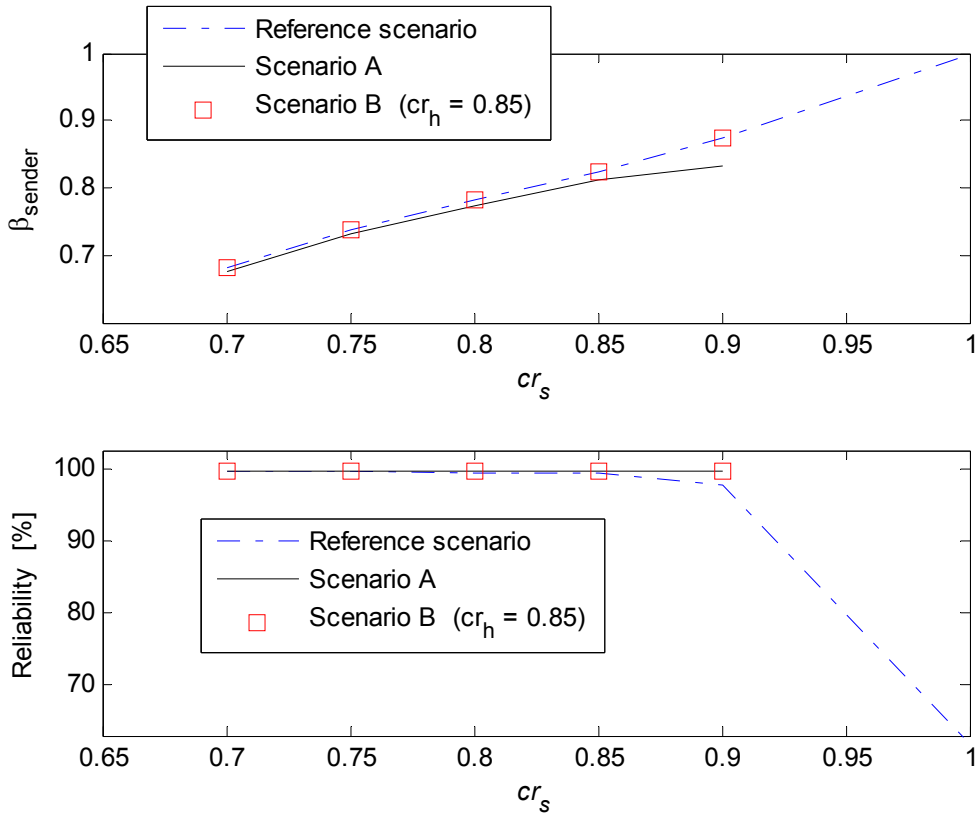 Reference scenario
Scenario A
Scenario B (cr_h = 0.85)
1
0.9
0.8
0.7
β_sender
0.65 0.7 0.75 0.8 0.85 0.9 0.95 1
cr_s
100
90
80
70
Reliability [%]
Reference scenario
Scenario A
Scenario B (cr_h = 0.85)
0.65 0.7 0.75 0.8 0.85 0.9 0.95 1
cr_s